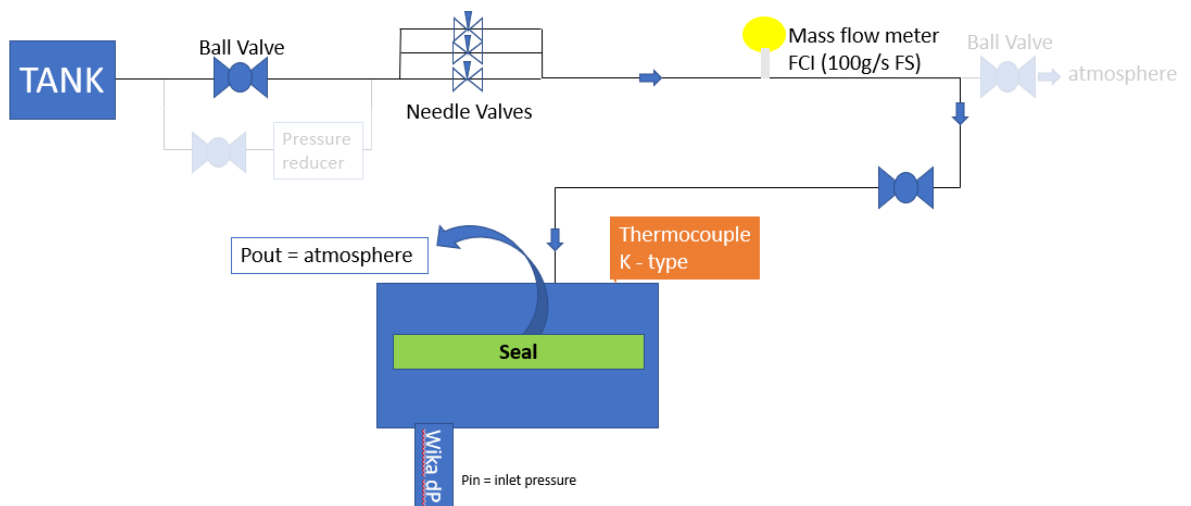 TANK
Ball Valve
Pressure
reducer
Needle Valves
Mass flow meter
FCI (100g/s FS)
Ball Valve
atmosphere
Pout = atmosphere
Thermocouple
K - type
Seal
Wika dP
Pin = inlet pressure